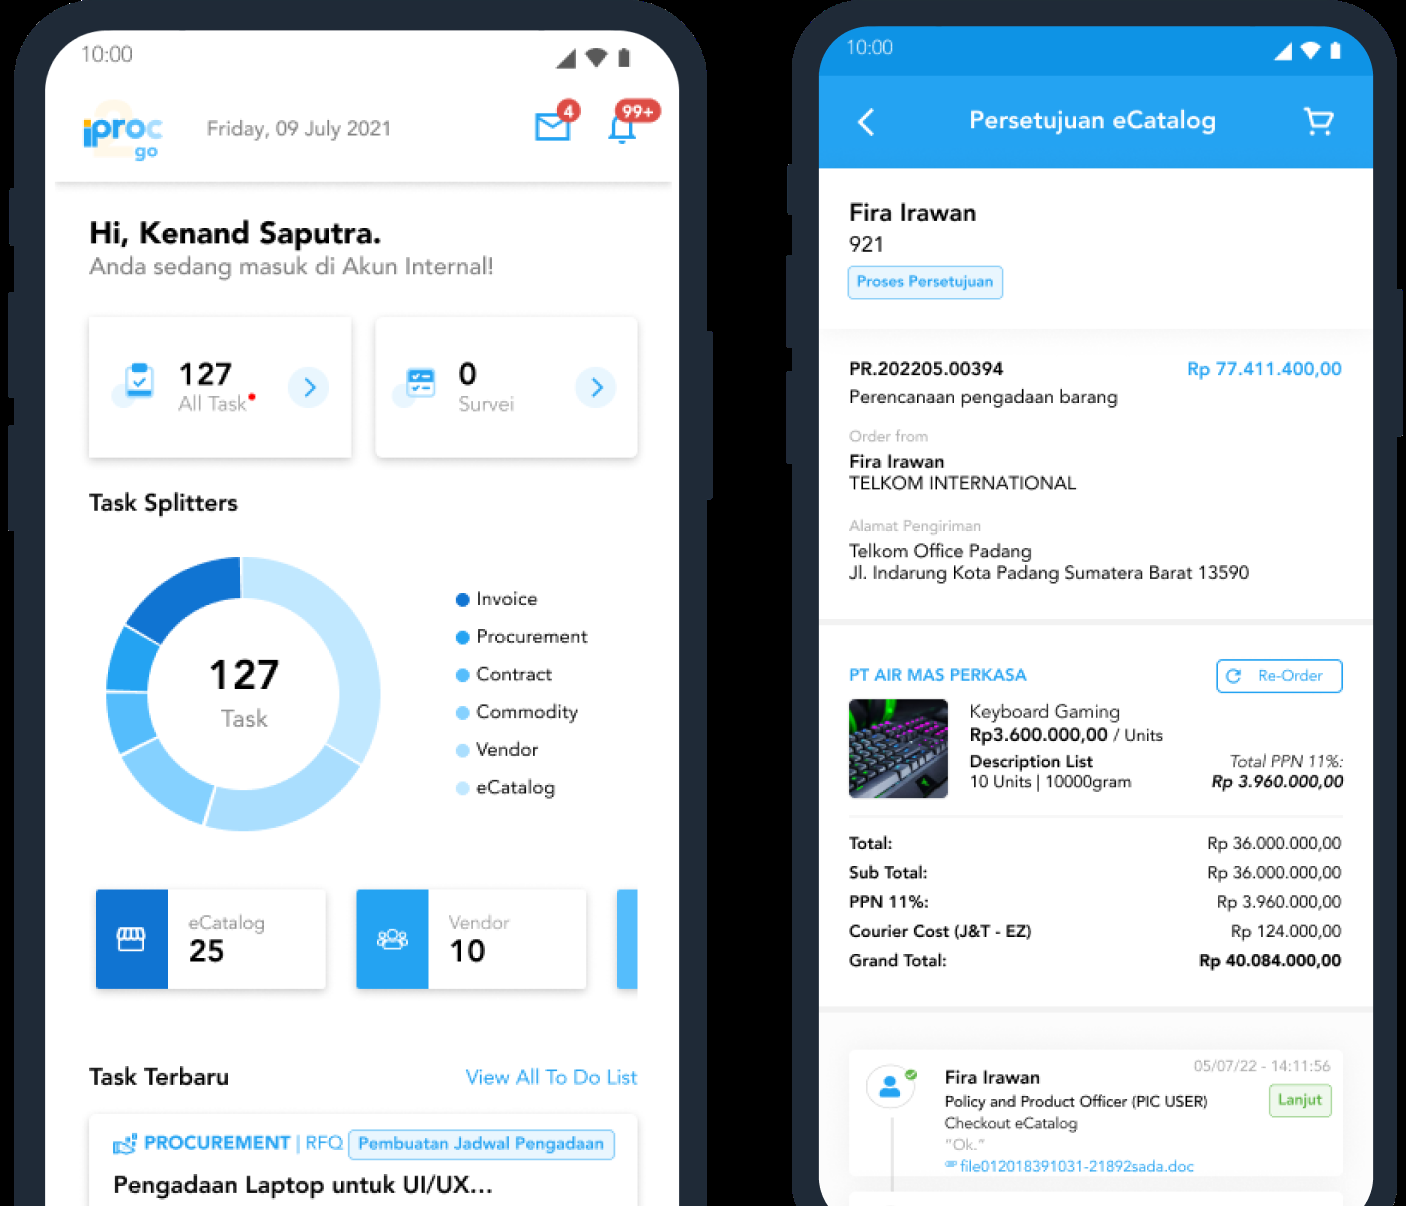 10:00
iproc
go
2
Friday, 09 July 2021
4
99+
Hi, Kenand Saputra.
Anda sedang masuk di Akun Internal!
127
All Task
0
Survei
Task Splitters
127
Task
Invoice
Procurement
Contract
Commodity
Vendor
eCatalog
eCatalog
25
Vendor
10
Task Terbaru
View All To Do List
PROCUREMENT | RFQ
Pembuatan Jadwal Pengadaan
Pengadaan Laptop untuk UI/UX...
10:00
Persetujuan eCatalog
Fira Irawan
921
Proses Persetujuan
PR.202205.00394 Rp 77.411.400,00
Perencanaan pengadaan barang
Order from
Fira Irawan
TELKOM INTERNATIONAL
Alamat Pengiriman
Telkom Office Padang
Jl. Indarung Kota Padang Sumatera Barat 13590
PT AIR MAS PERKASA
Re-Order
Keyboard Gaming
Rp3.600.000,00 / Units
Description List
10 Units | 10000gram
Total PPN 11%:
Rp 3.960.000,00
Total: Rp 36.000.000,00
Sub Total: Rp 36.000.000,00
PPN 11%: Rp 3.960.000,00
Courier Cost (J&T - EZ) Rp 124.000,00
Grand Total: Rp 40.084.000,00
05/07/22 - 14:11:56
Fira Irawan
Policy and Product Officer (PIC USER)
Lanjut
Checkout eCatalog
"Ok."
file012018391031-21892sada.doc